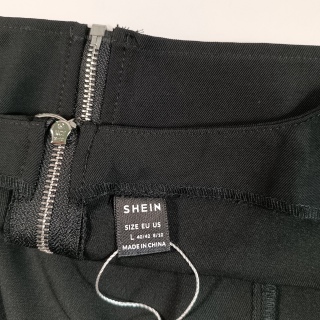 SHEIN
SIZE EU US
L 40/42 8/10
MADE IN CHINA